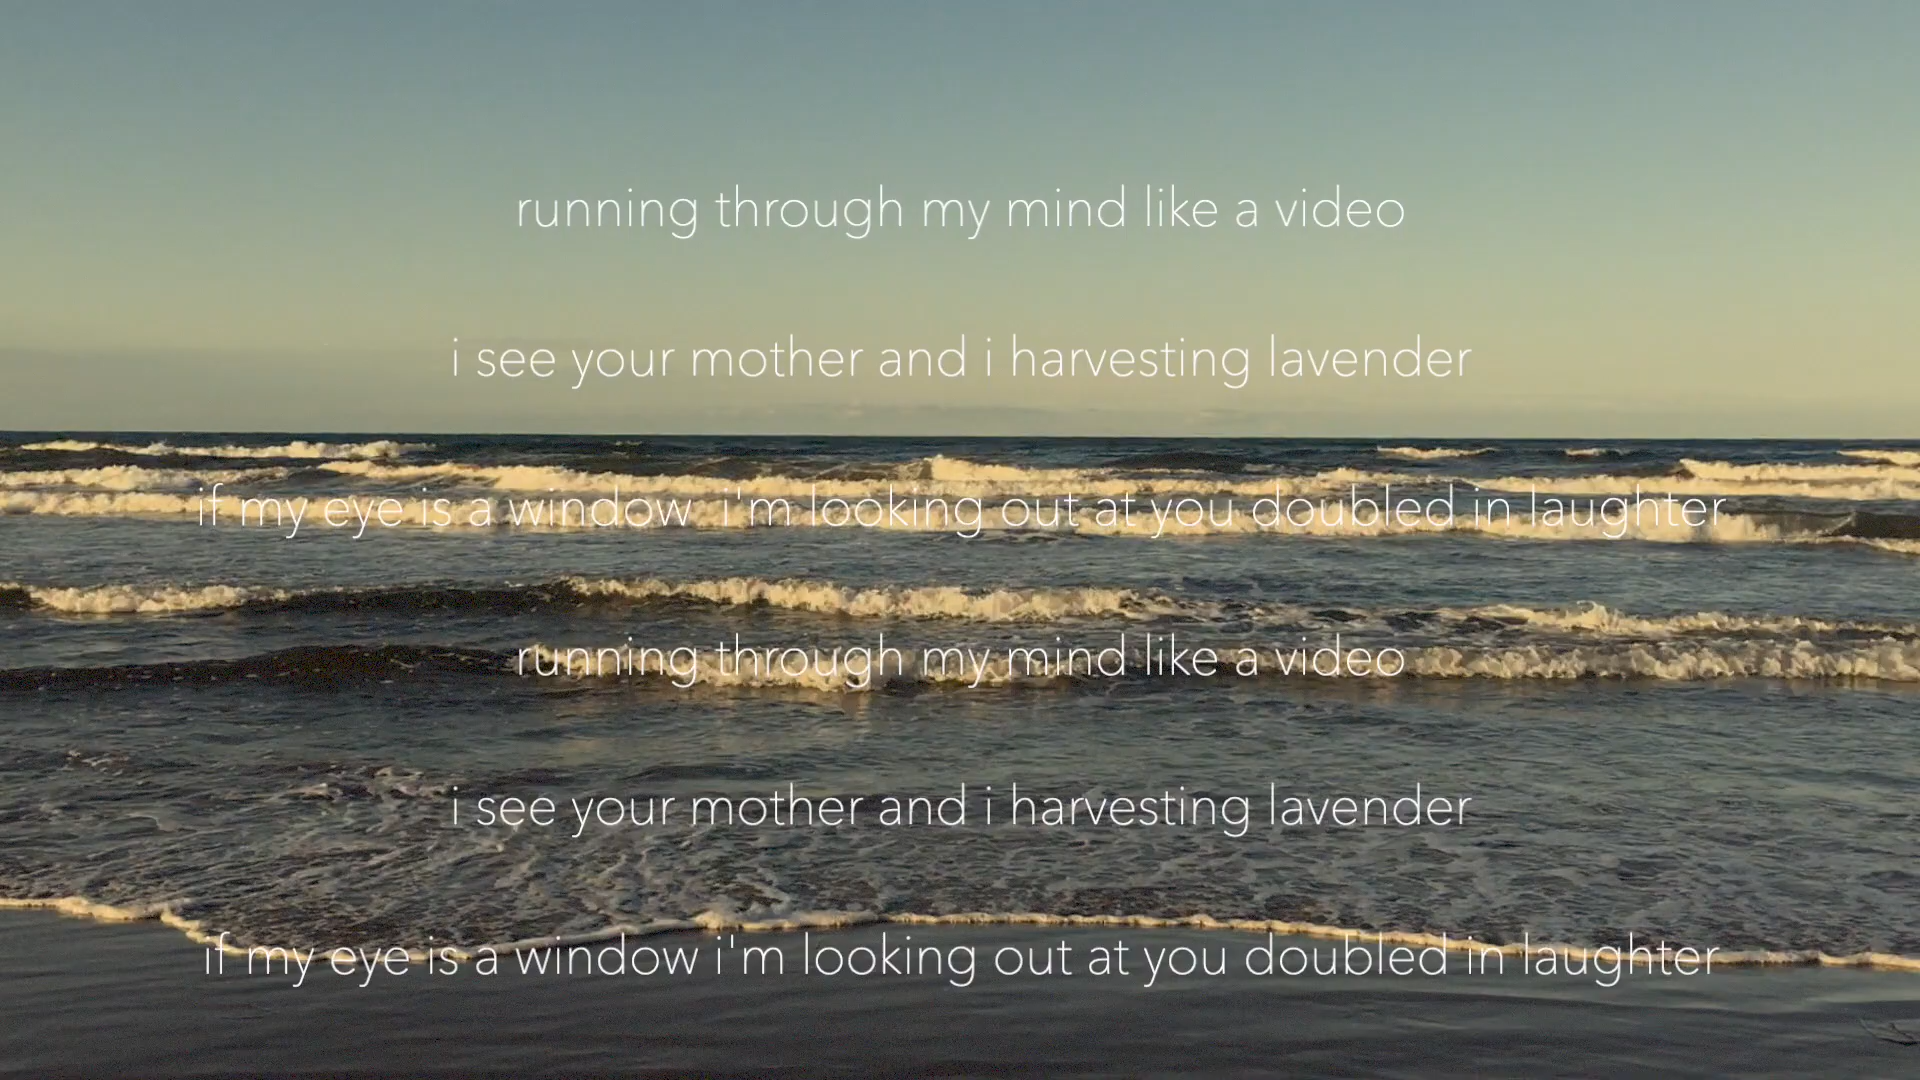 running through my mind like a video
i see your mother and i harvesting lavender
if my eye is a window  i'm looking out at you doubled in laughter
running through my mind like a video
i see your mother and i harvesting lavender
if my eye is a window i'm looking out at you doubled in laughter